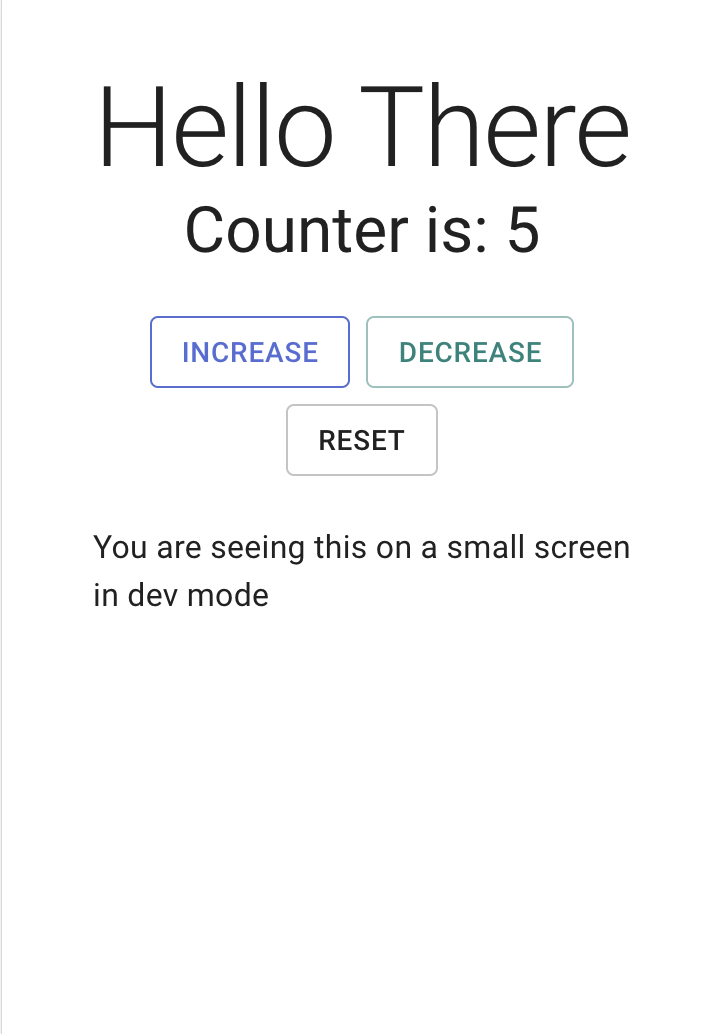 Hello There
Counter is: 5
INCREASE DECREASE
RESET
You are seeing this on a small screen
in dev mode